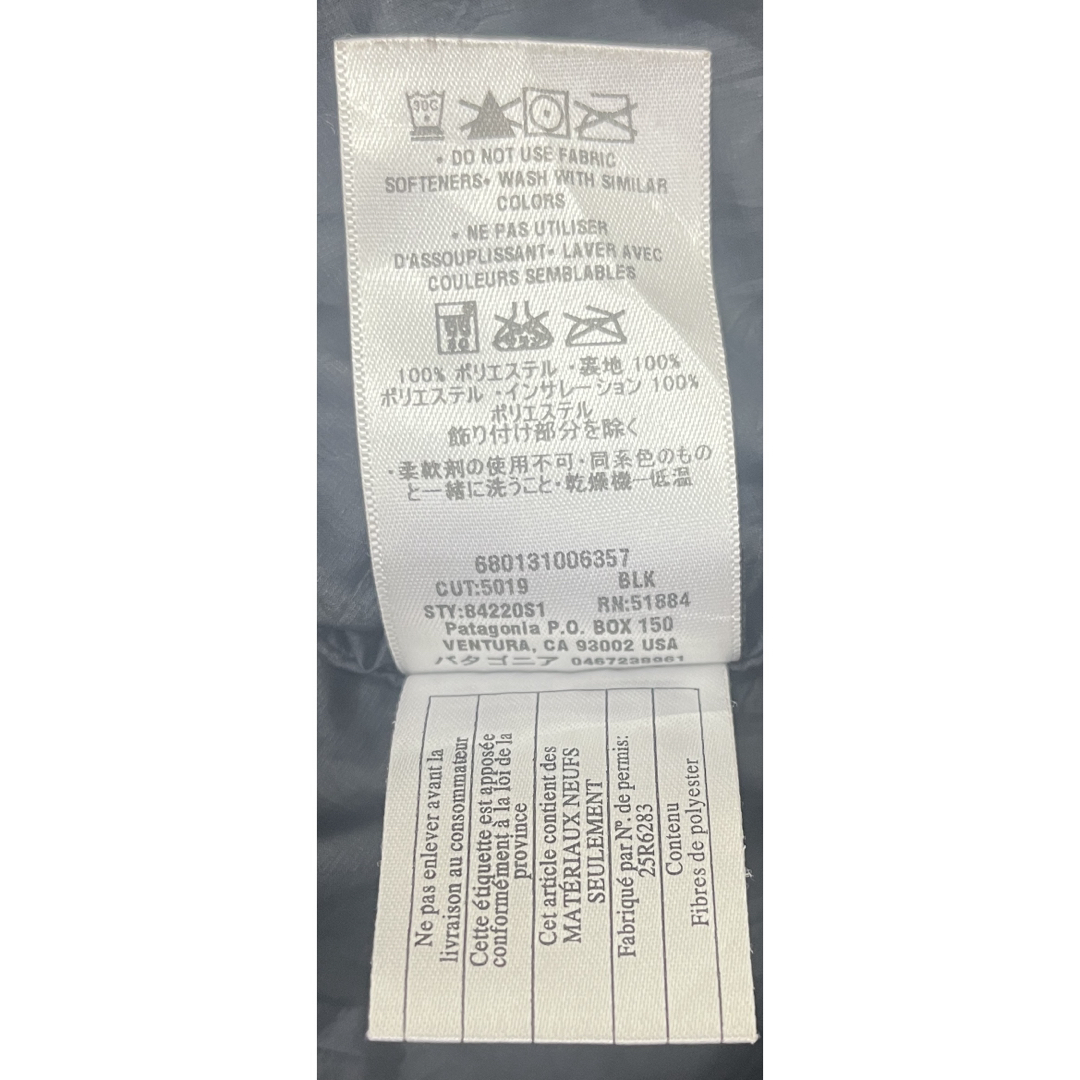 30C
• DO NOT USE FABRIC
SOFTENERS• WASH WITH SIMILAR
COLORS
• NE PAS UTILISER
D'ASSOUPLISSANT• LAVER AVEC
COULEURS SEMBLABLES
100% ポリエステル ・裏地 100%
ポリエステル ・インサレーション 100%
ポリエステル
飾り付け部分を除く
・柔軟剤の使用不可・同系色のもの
と一緒に洗うこと・乾燥機一低温
680131006357
CUT:5019 BLK
STY:84220S1 RN:51884
Patagonia P.O. BOX 150
VENTURA, CA 93002 USA
パタゴニア
Ne pas enlever avant la
livraison au consommateur
Cette étiquette est apposée
conformément à la loi de la
province
Cet article contient des
MATÉRIAUX NEUFS
SEULEMENT
Fabriqué par N°. de permis:
25R6283
Contenu
Fibres de polyester